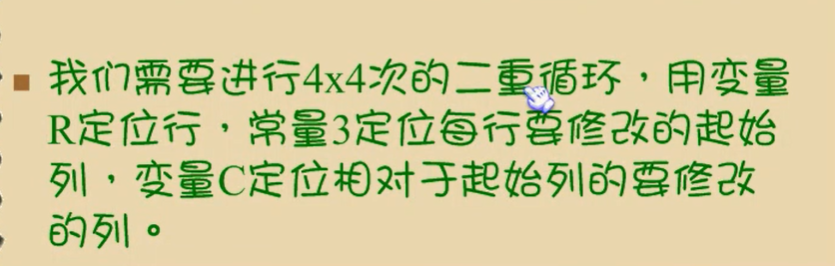 我们需要进行4x4次的二重循环，用变量
R定位行，常量3定位每行要修改的起始
列，变量C定位相对于起始列的要修改
的列。